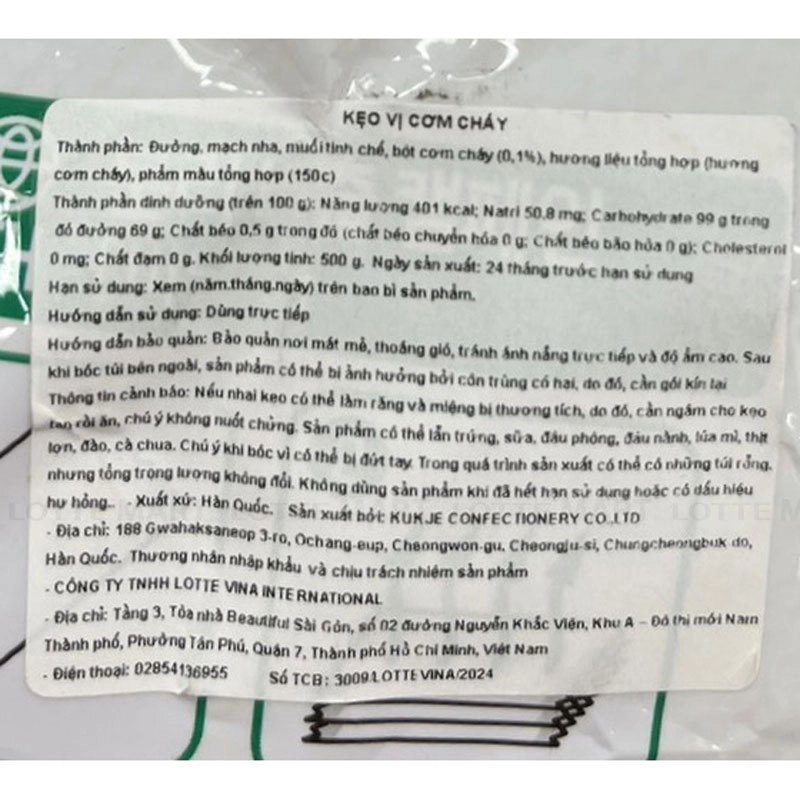 KẸO VỊ CƠM CHÁY
Thành phần: Đường, mạch nha, muối tinh chế, bột cơm cháy (0,1%), hương liệu tổng hợp (hương
cơm cháy), phẩm màu tổng hợp (150c)
Thành phần dinh dưỡng (trên 100 g): Năng lượng 401 kcal; Natri 50.8 mg; Carbohydrate 99 g trong
đó đường 69 g; Chất béo 0,5 g trong đó (chất béo chuyển hóa 0 g; Chất béo bão hòa 0 g); Cholesterol
0 mg; Chất đạm 0 g. Khối lượng tinh: 500 g. Ngày sản xuất: 24 tháng trước hạn sử dụng
Hạn sử dụng: Xem (năm.tháng.ngày) trên bao bì sản phẩm.
Hướng dẫn sử dụng: Dùng trực tiếp
Hướng dẫn bảo quản: Bảo quản nơi mát mẻ, thoáng gió, tránh ánh nắng trực tiếp và độ ẩm cao. Sau
khi bóc túi bên ngoài, sản phẩm có thể bị ảnh hưởng bởi côn trùng có hại, do đó, cần gói kín lại
Thông tin cảnh báo: Nếu nhai kẹo có thể làm răng và miệng bị thương tích, do đó, cần ngậm cho kẹo
tan rồi ăn, chú ý không nuốt chửng. Sản phẩm có thể lẫn trứng, sữa, đậu phộng, đậu nành, lúa mì, thịt
lợn, đào, cà chua. Chú ý khi bóc vì có thể bị đứt tay. Trong quá trình sản xuất có thể có những túi rỗng,
nhưng tổng trọng lượng không đổi. Không dùng sản phẩm khi đã hết hạn sử dụng hoặc có dấu hiệu
hư hỏng.. - Xuất xứ: Hàn Quốc. Sản xuất bởi: KUKJE CONFECTIONERY CO.,LTD
- Địa chỉ: 188 Gwahaksaneop 3-ro, Ochang-eup, Cheongwon-gu, Cheongju-si, Chungcheongbuk do,
Hàn Quốc. Thương nhân nhập khẩu và chịu trách nhiệm sản phẩm
- CÔNG TY TNHH LOTTE VINA INTERNATIONAL
- Địa chỉ: Tầng 3, Tòa nhà Beautiful Sài Gòn, số 02 đường Nguyễn Khắc Viện, Khu A – Đô thị mới Nam
Thành phố, Phường Tân Phú, Quận 7, Thành phố Hồ Chí Minh, Việt Nam
- Điện thoại: 02854136955 Số TCB: 3009/LOTTE VINA/2024